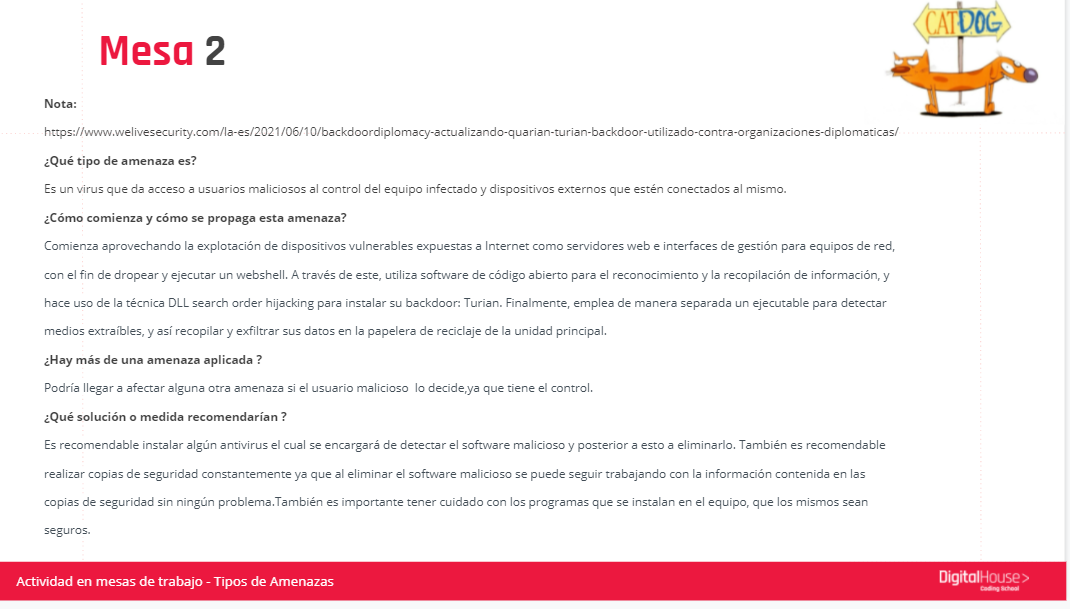 CATDOG
Mesa 2
Nota:
https://www.welivesecurity.com/la-es/2021/06/10/backdoordiplomacy-actualizando-quarian-turian-backdoor-utilizado-contra-organizaciones-diplomaticas/
¿Qué tipo de amenaza es?
Es un virus que da acceso a usuarios maliciosos al control del equipo infectado y dispositivos externos que estén conectados al mismo.
¿Cómo comienza y cómo se propaga esta amenaza?
Comienza aprovechando la explotación de dispositivos vulnerables expuestas a Internet como servidores web e interfaces de gestión para equipos de red,
con el fin de dropear y ejecutar un webshell. A través de este, utiliza software de código abierto para el reconocimiento y la recopilación de información, y
hace uso de la técnica DLL search order hijacking para instalar su backdoor: Turian. Finalmente, emplea de manera separada un ejecutable para detectar
medios extraíbles, y así recopilar y exfiltrar sus datos en la papelera de reciclaje de la unidad principal.
¿Hay más de una amenaza aplicada ?
Podría llegar a afectar alguna otra amenaza si el usuario malicioso  lo decide,ya que tiene el control.
¿Qué solución o medida recomendarían ?
Es recomendable instalar algún antivirus el cual se encargará de detectar el software malicioso y posterior a esto a eliminarlo. También es recomendable
realizar copias de seguridad constantemente ya que al eliminar el software malicioso se puede seguir trabajando con la información contenida en las
copias de seguridad sin ningún problema.También es importante tener cuidado con los programas que se instalan en el equipo, que los mismos sean
seguros.
Actividad en mesas de trabajo - Tipos de Amenazas
DigitalHouse>
Coding School